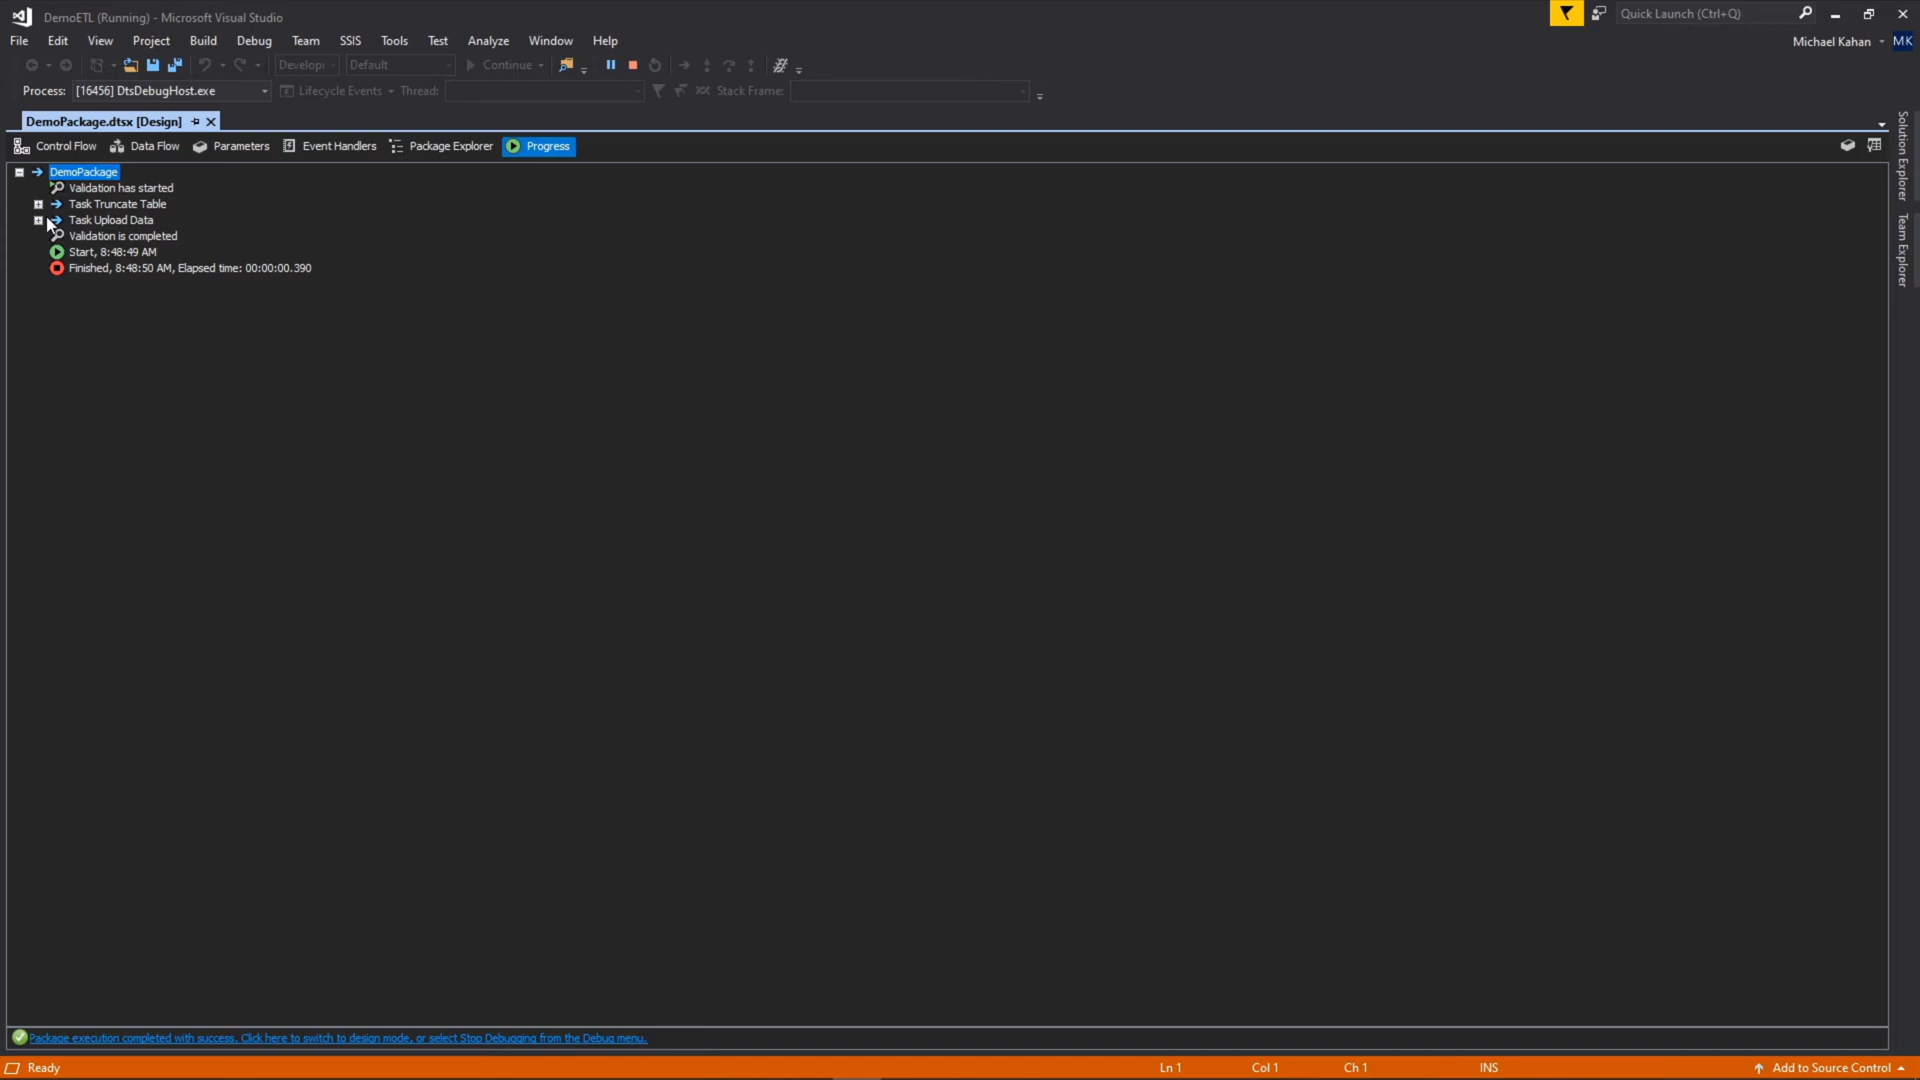 DemoETL (Running) - Microsoft Visual Studio
Quick Launch (Ctrl+Q)
File Edit View Project Build Debug Team SSIS Tools Test Analyze Window Help
Michael Kahan MK
Developi Default Continue
Process: [16456] DtsDebugHost.exe Lifecycle Events Thread: Stack Frame:
DemoPackage.dtsx [Design]
Control Flow Data Flow Parameters Event Handlers Package Explorer Progress
DemoPackage
Validation has started
Task Truncate Table
Task Upload Data
Validation is completed
Start, 8:48:49 AM
Finished, 8:48:50 AM, Elapsed time: 00:00:00.390
Solution Explorer
Team Explorer
Package execution completed with success. Click here to switch to design mode, or select Stop Debugging from the Debug menu.
Ready Ln 1 Col 1 Ch 1 INS Add to Source Control